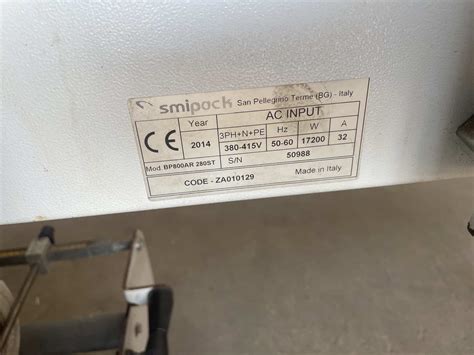 smipack San Pellegrino Terme (BG) - Italy
AC INPUT
CE Year 3PH+N+PE Hz W A
2014 380-415V 50-60 17200 32
Mod. BP800AR 280ST S/N 50988
CODE - ZA010129 Made in Italy